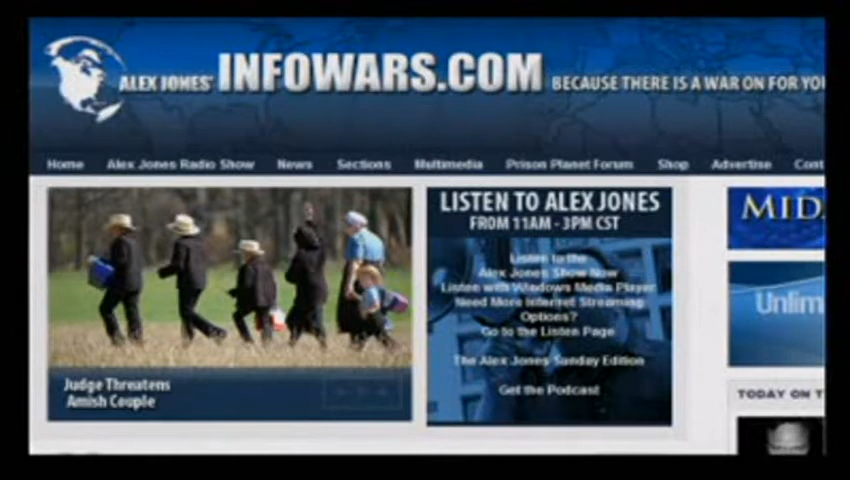 ALEX JONES' INFOWARS.COM BECAUSE THERE IS A WAR ON FOR YOU
Home Alex Jones Radio Show News Sections Multimedia Prison Planet Forum Shop Advertise Cont
LISTEN TO ALEX JONES
FROM 11AM - 3PM CST
Listen to the
Alex Jones Show Now
Listen with Windows Media Player
Need More Internet Streaming
Options?
Go to the Listen Page
The Alex Jones Sunday Edition
Get the Podcast
Judge Threatens
Amish Couple
MID
Unlim
TODAY ON T